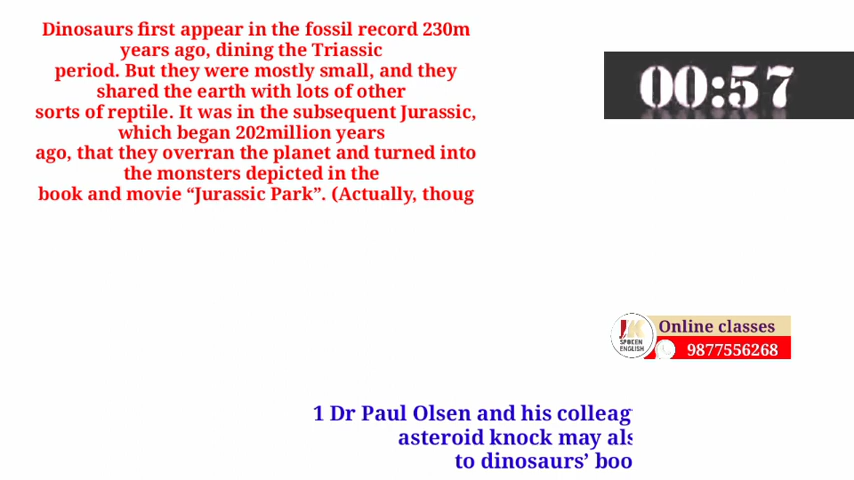 Dinosaurs first appear in the fossil record 230m
years ago, dining the Triassic
period. But they were mostly small, and they
shared the earth with lots of other
sorts of reptile. It was in the subsequent Jurassic,
which began 202million years
ago, that they overran the planet and turned into
the monsters depicted in the
book and movie “Jurassic Park”. (Actually, thoug
00:57
JK
SPOKEN
ENGLISH
Online classes
9877556268
1 Dr Paul Olsen and his colleag
asteroid knock may als
to dinosaurs’ boo